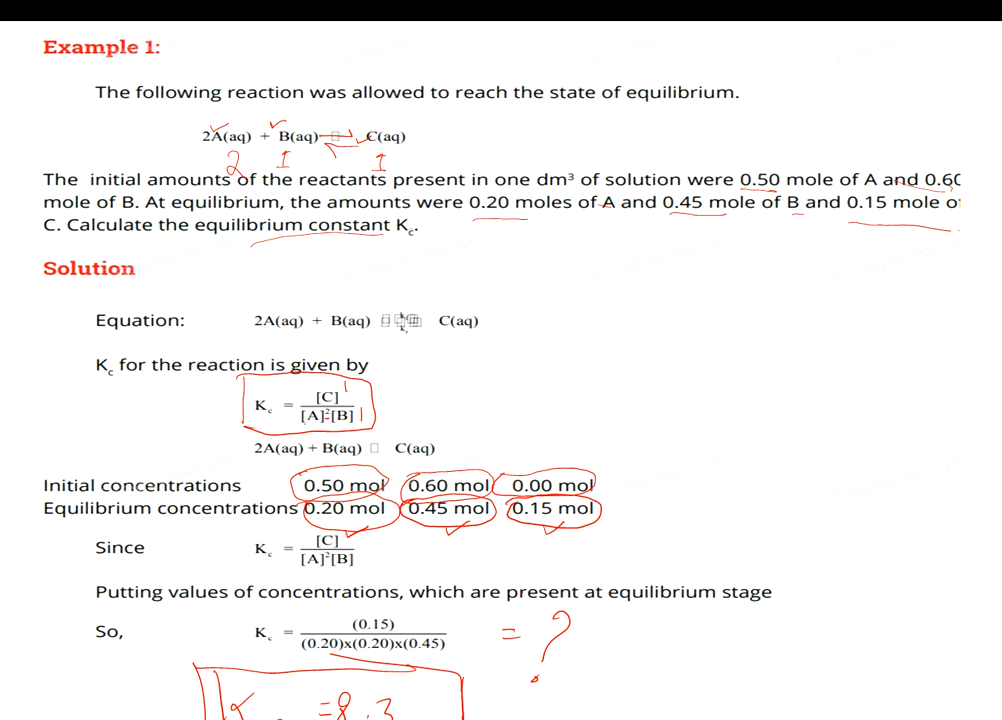 Example 1:
The following reaction was allowed to reach the state of equilibrium.
2A(aq) + B(aq) C(aq)
2 1 1
The initial amounts of the reactants present in one dm³ of solution were 0.50 mole of A and 0.60
mole of B. At equilibrium, the amounts were 0.20 moles of A and 0.45 mole of B and 0.15 mole of
C. Calculate the equilibrium constant Kc.
Solution
Equation: 2A(aq) + B(aq) C(aq)
Kc for the reaction is given by
Kc = [C] / [A]²[B]
2A(aq) + B(aq) C(aq)
Initial concentrations 0.50 mol 0.60 mol 0.00 mol
Equilibrium concentrations 0.20 mol 0.45 mol 0.15 mol
Since Kc = [C] / [A]²[B]
Putting values of concentrations, which are present at equilibrium stage
So, Kc = (0.15) / (0.20)x(0.20)x(0.45) = ?
= 8.3